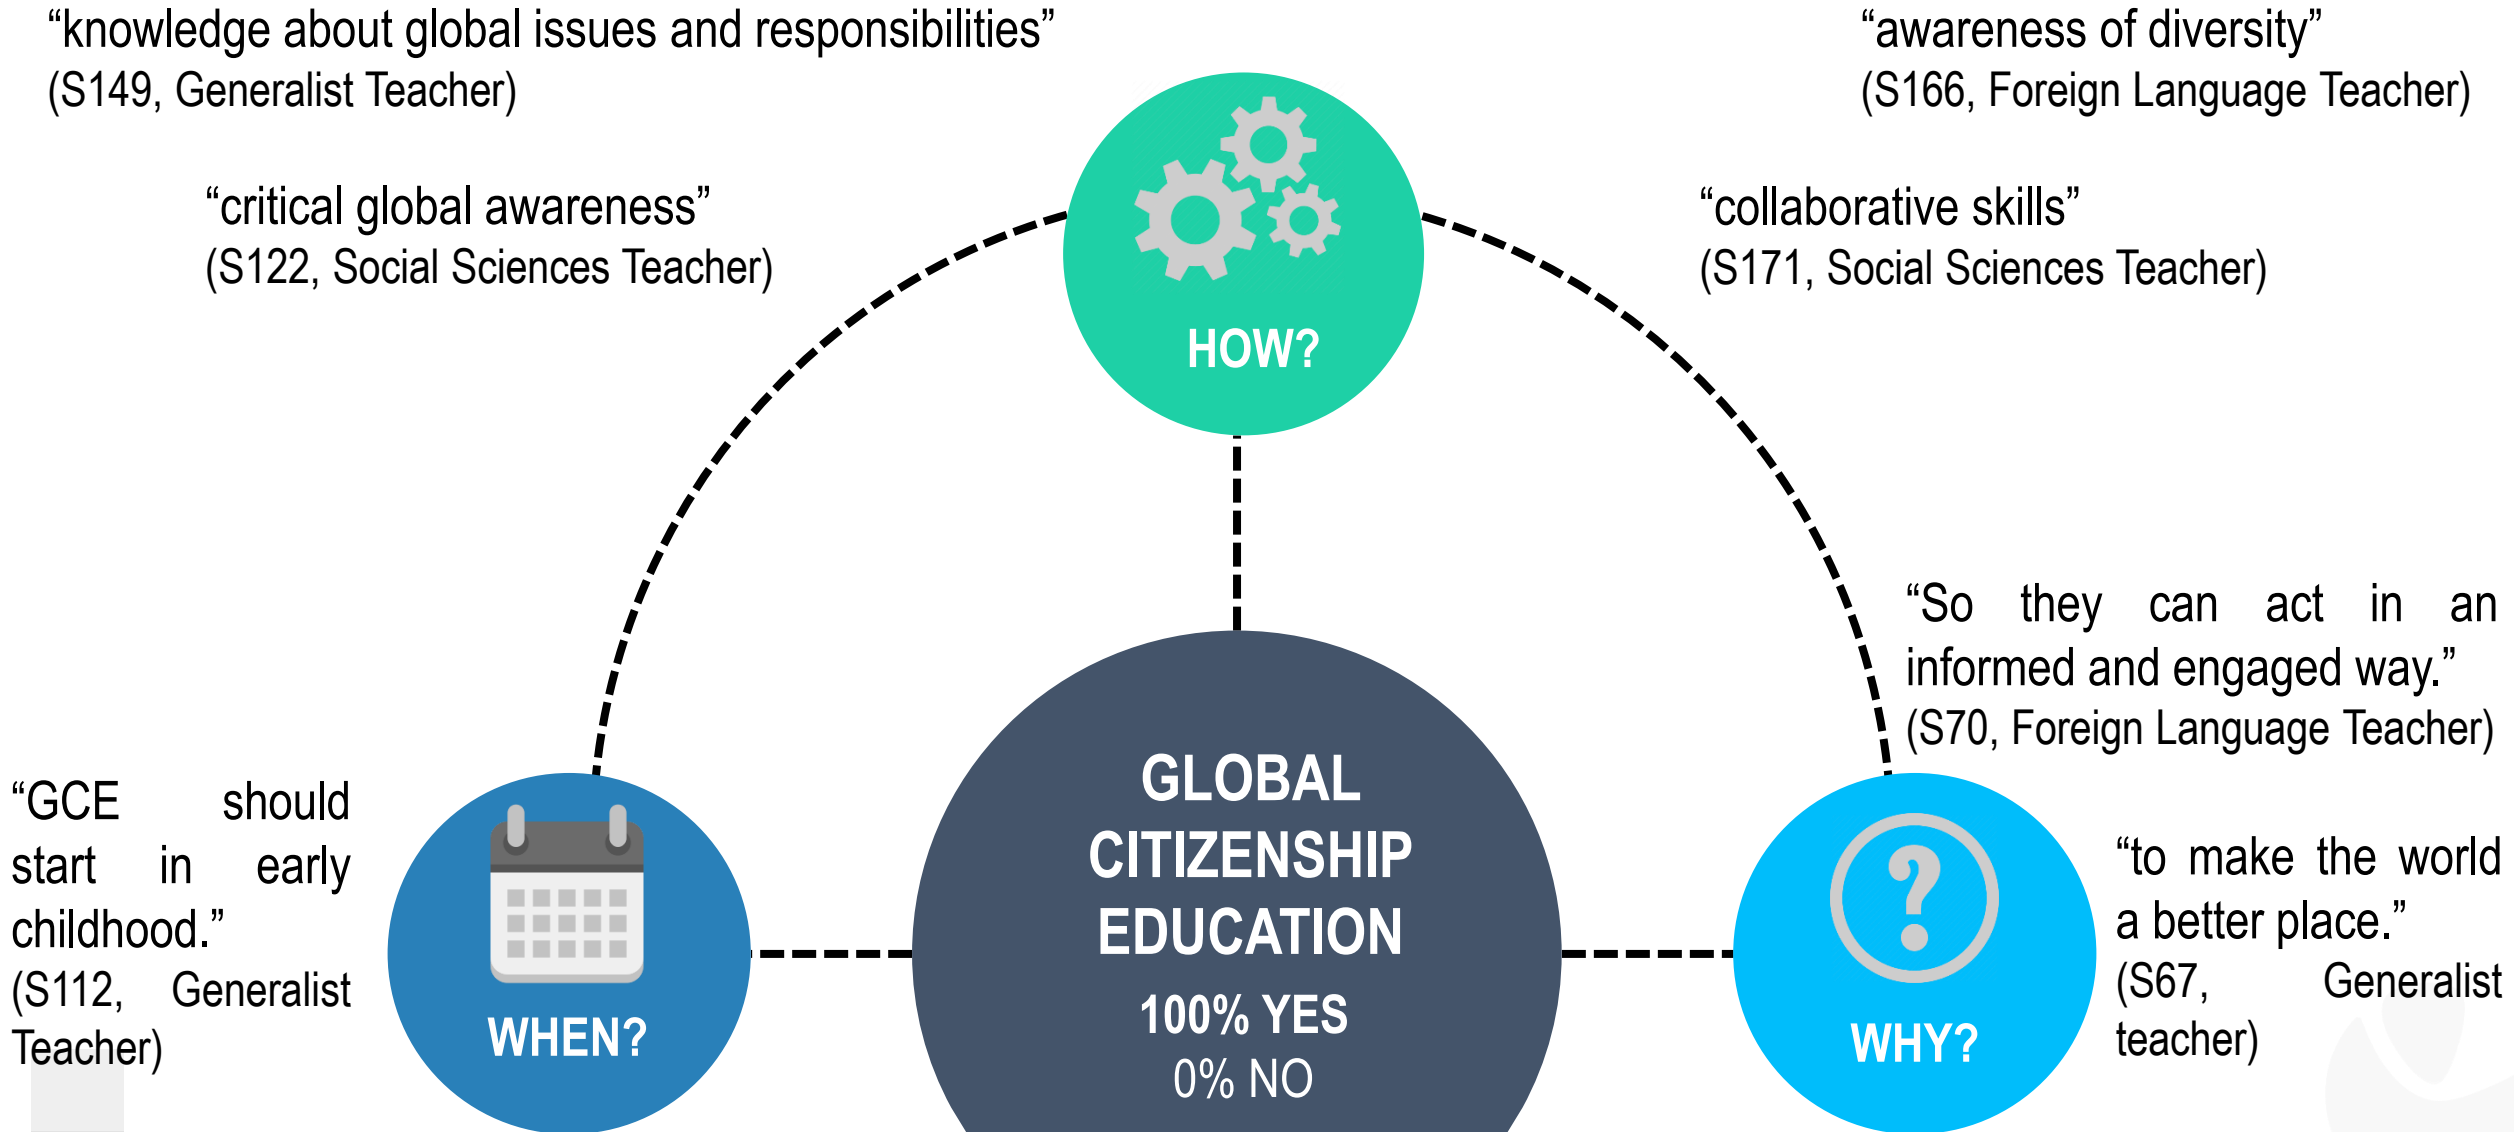 “knowledge about global issues and responsibilities”
(S149, Generalist Teacher)
“awareness of diversity”
(S166, Foreign Language Teacher)
“critical global awareness”
(S122, Social Sciences Teacher)
“collaborative skills”
(S171, Social Sciences Teacher)
HOW?
“So they can act in an
informed and engaged way.”
(S70, Foreign Language Teacher)
“GCE should
start in early
childhood.”
(S112, Generalist
Teacher)
WHEN?
GLOBAL
CITIZENSHIP
EDUCATION
100% YES
0% NO
WHY?
“to make the world
a better place.”
(S67, Generalist
teacher)